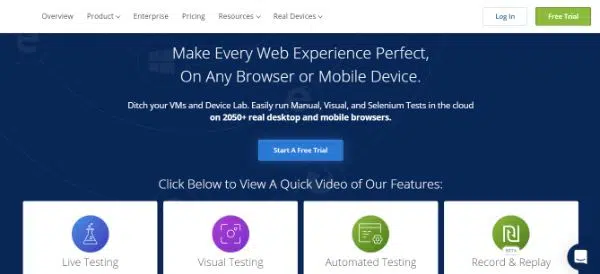 Overview Product Enterprise Pricing Resources Real Devices Log In Free Trial
Make Every Web Experience Perfect,
On Any Browser or Mobile Device.
Ditch your VMs and Device Lab. Easily run Manual, Visual, and Selenium Tests in the cloud
on 2050+ real desktop and mobile browsers.
Start A Free Trial
Click Below to View A Quick Video of Our Features:
Live Testing Visual Testing Automated Testing Record & Replay